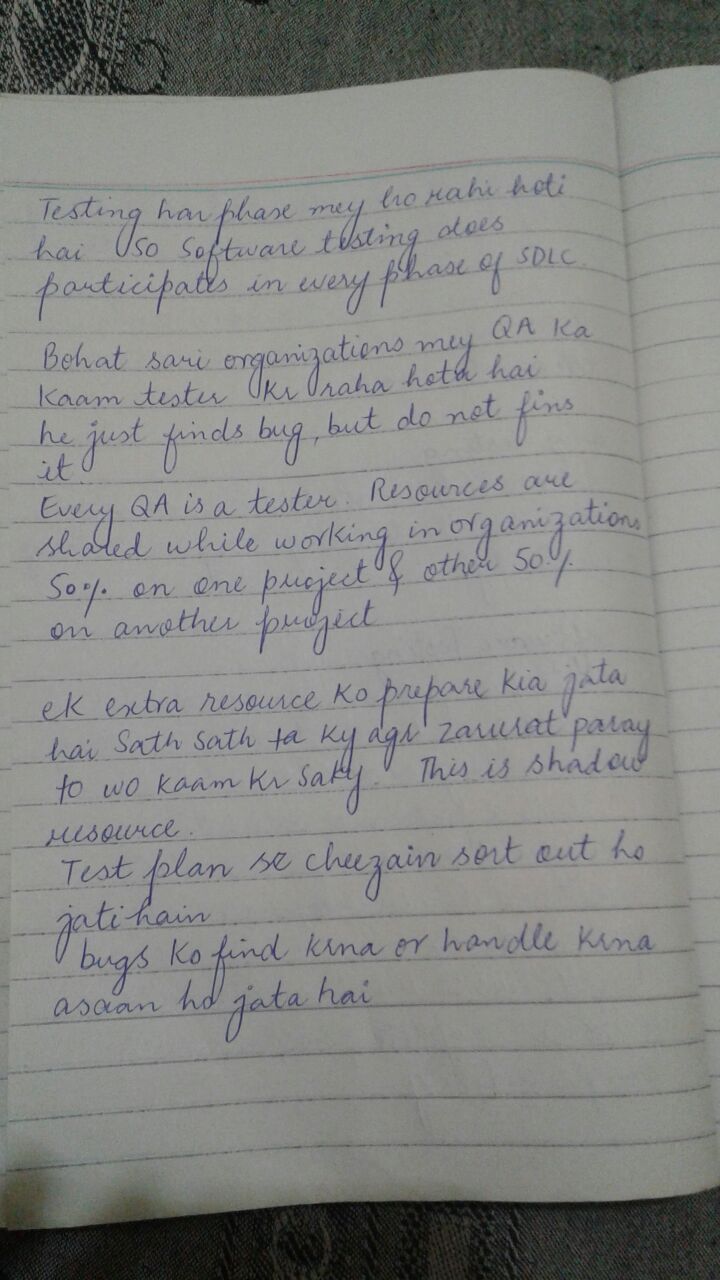 Testing har phase mey ho rahi hoti
hai So Software testing does
participates in every phase of SDLC.
Bohat sari organizations mey QA ka
kaam tester kr raha hota hai
he just finds bug, but do not fins
it
Every QA is a tester. Resources are
shared while working in organizations
50% on one project & other 50%
on another project
ek extra resource ko prepare kia jata
hai Sath sath ta ky agr zarurat paray
to wo kaam kr saky. This is shadow
resource.
Test plan se cheezain sort out ho
jati hain
bugs ko find krna or handle krna
asaan ho jata hai